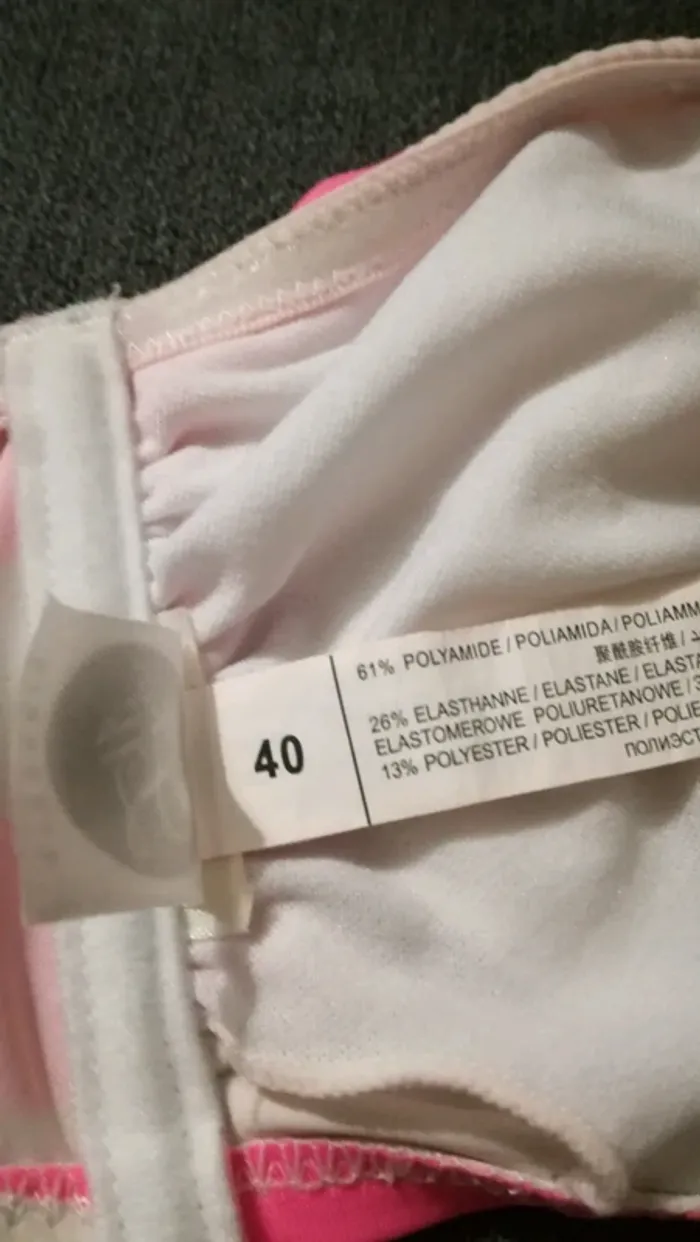 40
61% POLYAMIDE / POLIAMIDA / POLIAMM
聚酰胺纤维 /
26% ELASTHANNE / ELASTANE / ELASTA
ELASTOMEROWE POLIURETANOWE / 
13% POLYESTER / POLIESTER / POLIE
ПОЛИЭСТ